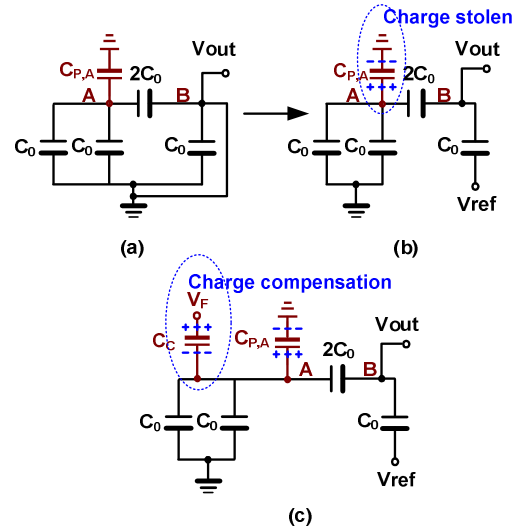 Charge stolen
Vout
CP,A
2C0
A
B
C0
C0
C0
(a)
Vout
CP,A
2C0
A
B
C0
C0
C0
Vref
(b)
Charge compensation
VF
CC
CP,A
2C0
Vout
A
B
C0
C0
C0
Vref
(c)